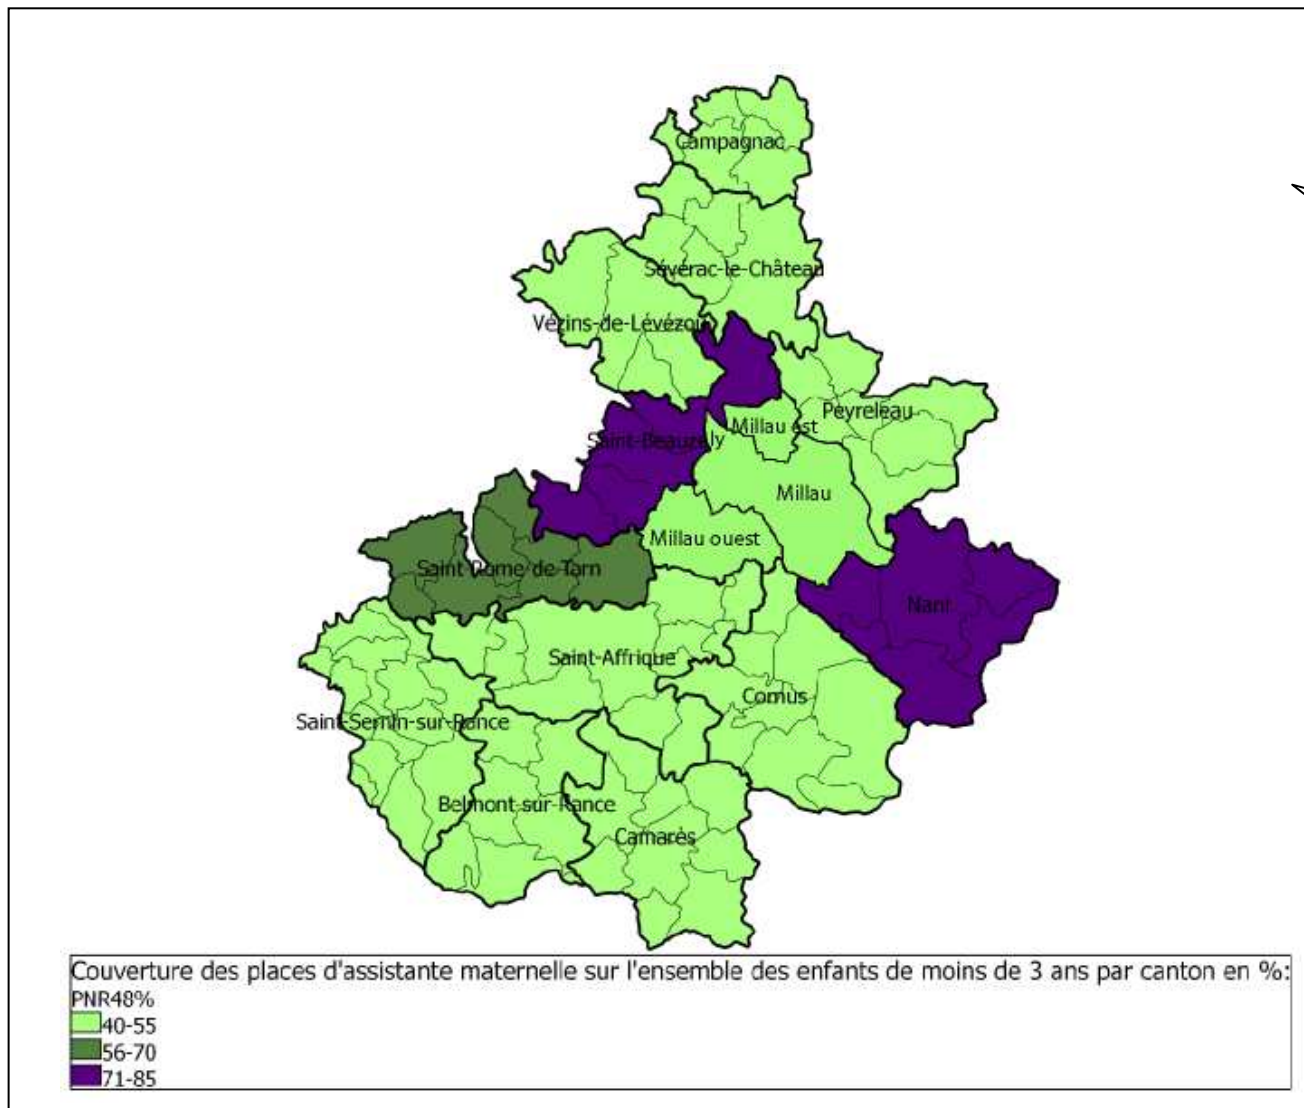 Campagnac
Sévérac-le-Château
Vézins-de-Lévézou
Peyreleau
Millau est
Saint-Beauzely
Millau
Millau ouest
Saint-Rome-de-Tarn
Nant
Saint-Affrique
Cornus
Saint-Sernin-sur-Rance
Belmont-sur-Rance
Camarès
Couverture des places d'assistante maternelle sur l'ensemble des enfants de moins de 3 ans par canton en %:
PNR48%
40-55
56-70
71-85